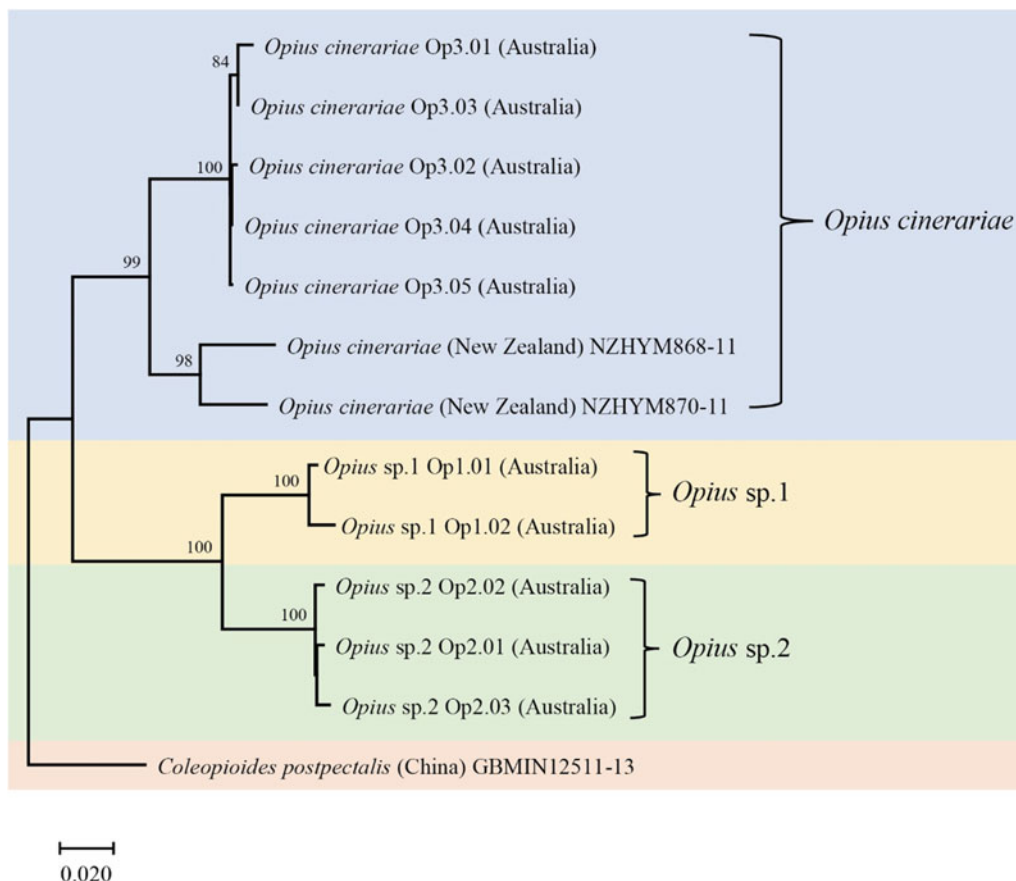 84
Opius cinerariae Op3.01 (Australia)
Opius cinerariae Op3.03 (Australia)
100
Opius cinerariae Op3.02 (Australia)
Opius cinerariae Op3.04 (Australia)
Opius cinerariae
99
Opius cinerariae Op3.05 (Australia)
98
Opius cinerariae (New Zealand) NZHYM868-11
Opius cinerariae (New Zealand) NZHYM870-11
100
Opius sp.1 Op1.01 (Australia)
Opius sp.1
Opius sp.1 Op1.02 (Australia)
100
Opius sp.2 Op2.02 (Australia)
100
Opius sp.2 Op2.01 (Australia)
Opius sp.2
Opius sp.2 Op2.03 (Australia)
Coleopioides postpectalis (China) GBMIN12511-13
0.020